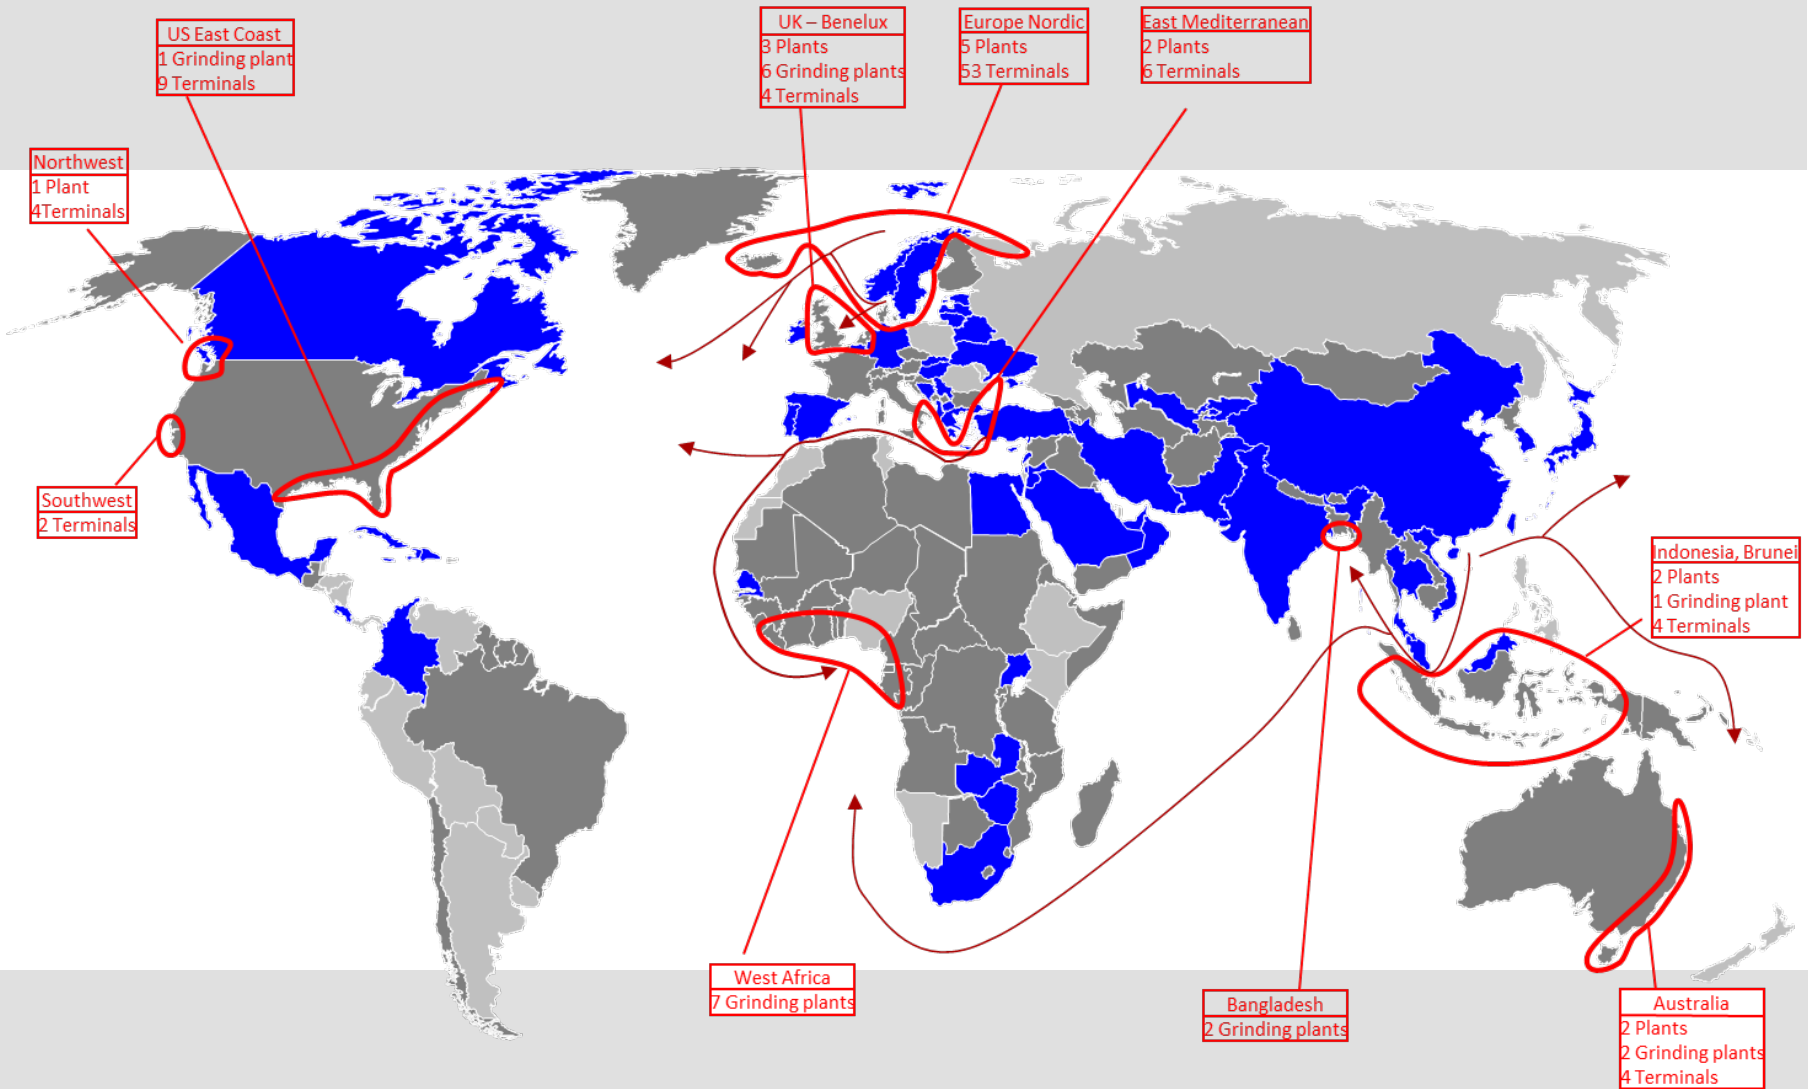 US East Coast
1 Grinding plant
9 Terminals
UK – Benelux
3 Plants
6 Grinding plants
4 Terminals
Europe Nordic
5 Plants
53 Terminals
East Mediterranean
2 Plants
6 Terminals
Northwest
1 Plant
4Terminals
Southwest
2 Terminals
Indonesia, Brunei
2 Plants
1 Grinding plant
4 Terminals
West Africa
7 Grinding plants
Bangladesh
2 Grinding plants
Australia
2 Plants
2 Grinding plants
4 Terminals